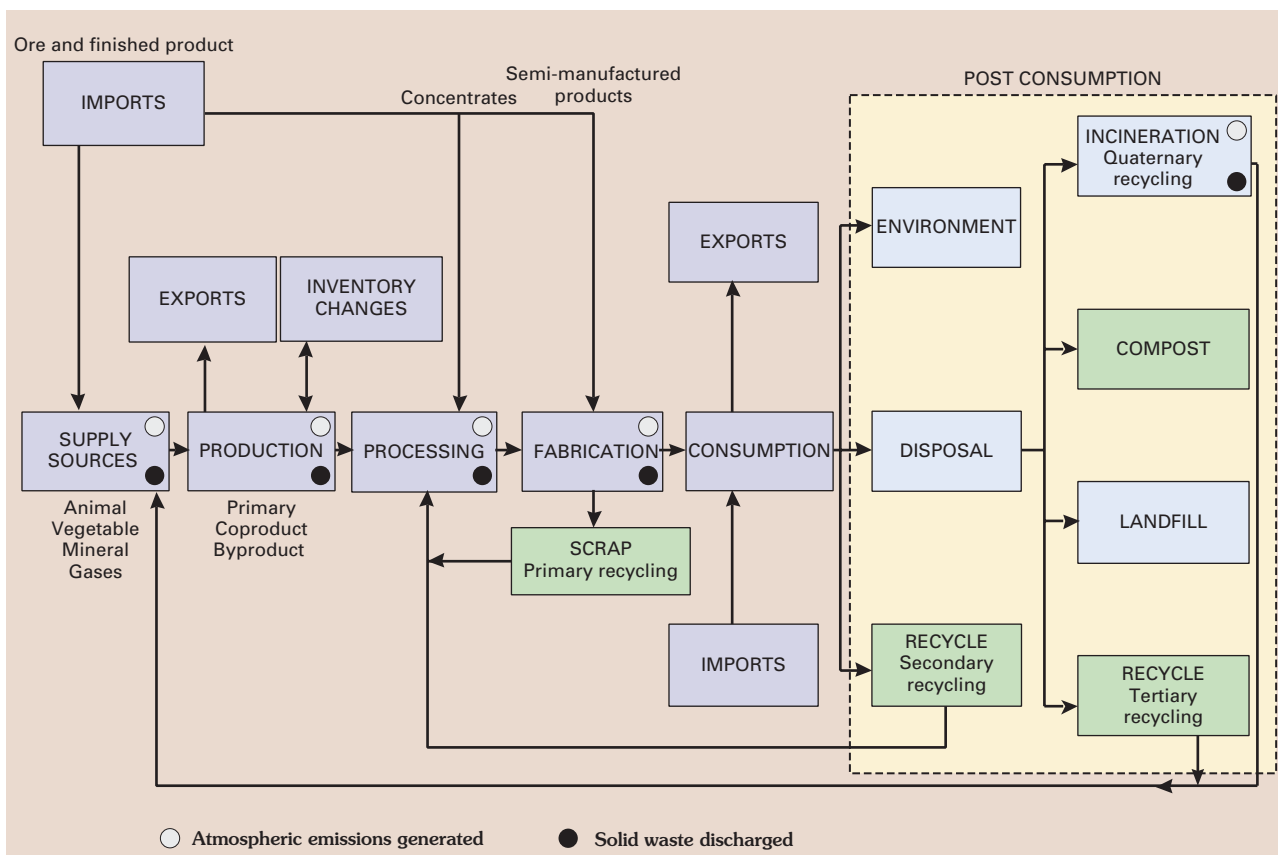 Ore and finished product
IMPORTS
Concentrates
Semi-manufactured
products
POST CONSUMPTION
INCINERATION
Quaternary
recycling
ENVIRONMENT
EXPORTS
EXPORTS
INVENTORY
CHANGES
COMPOST
SUPPLY
SOURCES
PRODUCTION
PROCESSING
FABRICATION
CONSUMPTION
DISPOSAL
Animal
Vegetable
Mineral
Gases
Primary
Coproduct
Byproduct
LANDFILL
SCRAP
Primary recycling
IMPORTS
RECYCLE
Secondary
recycling
RECYCLE
Tertiary
recycling
Atmospheric emissions generated
Solid waste discharged